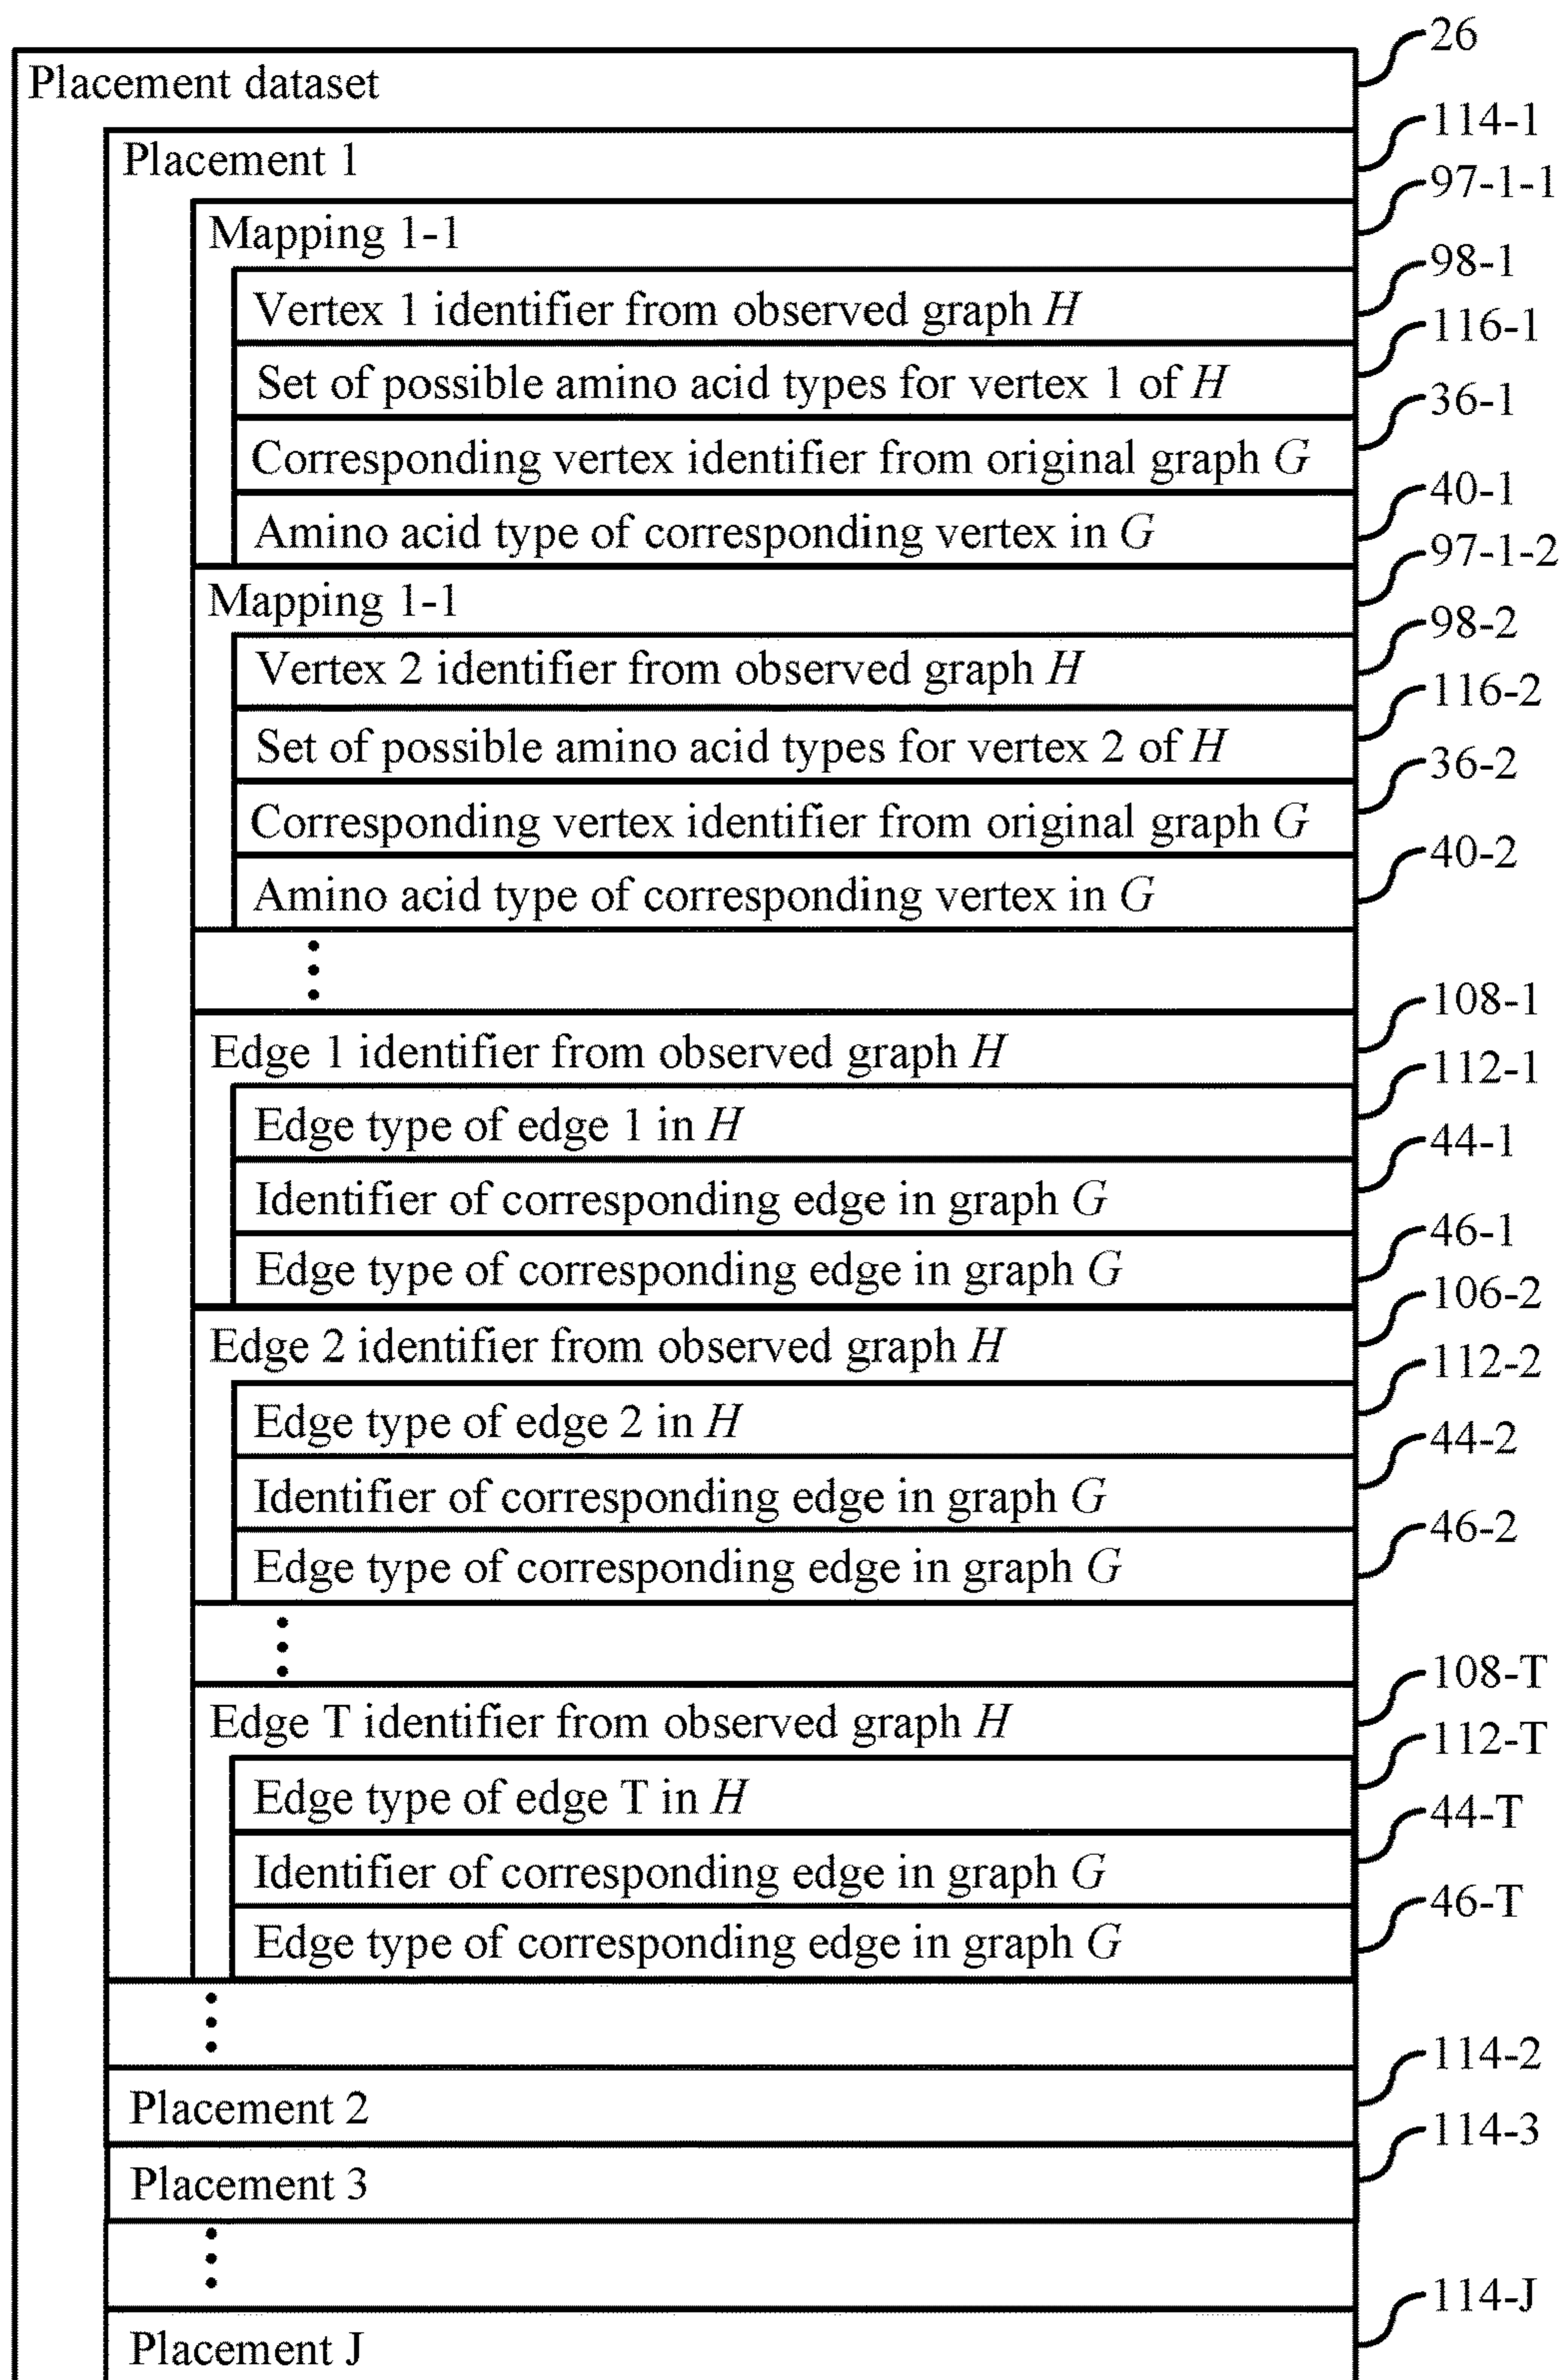 26
Placement dataset
114-1
Placement 1
97-1-1
Mapping 1-1
98-1
Vertex 1 identifier from observed graph H
116-1
Set of possible amino acid types for vertex 1 of H
36-1
Corresponding vertex identifier from original graph G
40-1
Amino acid type of corresponding vertex in G
97-1-2
Mapping 1-1
98-2
Vertex 2 identifier from observed graph H
116-2
Set of possible amino acid types for vertex 2 of H
36-2
Corresponding vertex identifier from original graph G
40-2
Amino acid type of corresponding vertex in G
108-1
Edge 1 identifier from observed graph H
112-1
Edge type of edge 1 in H
44-1
Identifier of corresponding edge in graph G
46-1
Edge type of corresponding edge in graph G
106-2
Edge 2 identifier from observed graph H
112-2
Edge type of edge 2 in H
44-2
Identifier of corresponding edge in graph G
46-2
Edge type of corresponding edge in graph G
108-T
Edge T identifier from observed graph H
112-T
Edge type of edge T in H
44-T
Identifier of corresponding edge in graph G
46-T
Edge type of corresponding edge in graph G
114-2
Placement 2
114-3
Placement 3
114-J
Placement J